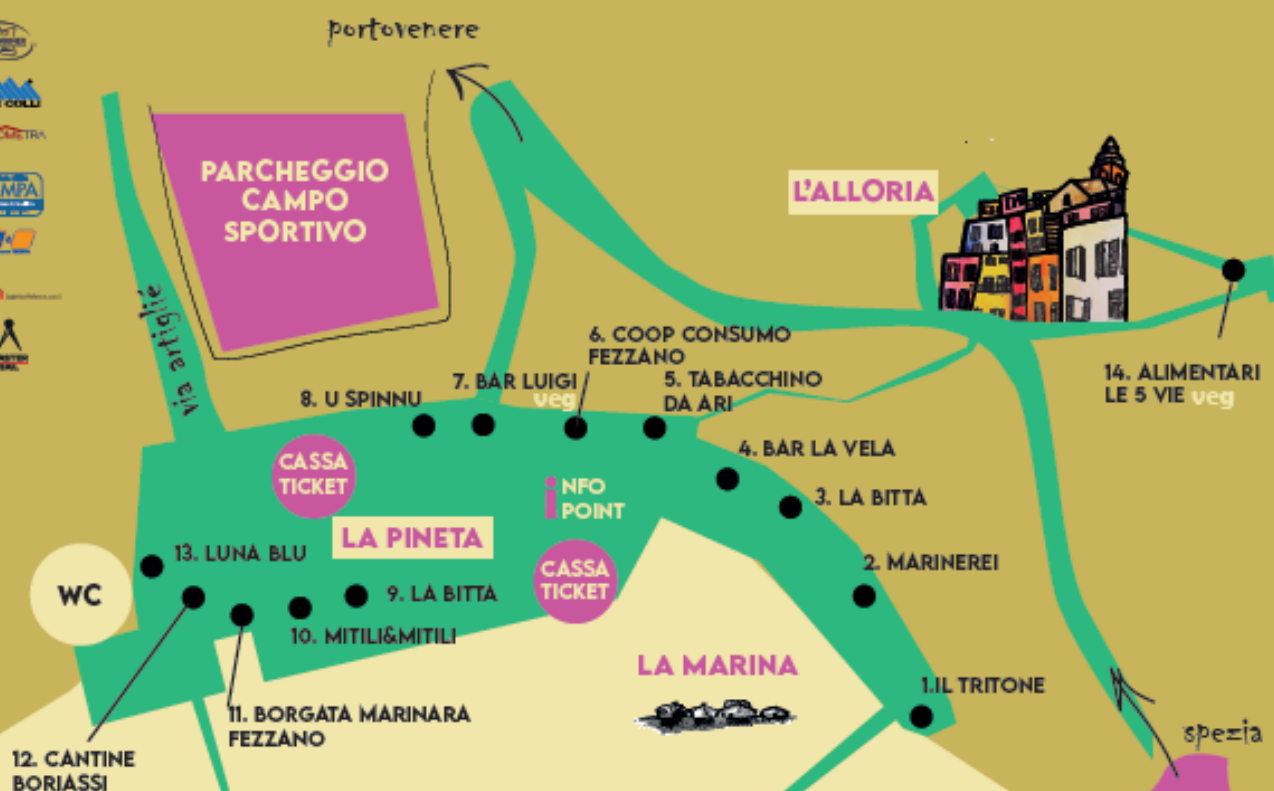 portovenere
PARCHEGGIO
CAMPO
SPORTIVO
L'ALLORIA
via artiglié
6. COOP CONSUMO
FEZZANO
7. BAR LUIGI
veg
5. TABACCHINO
DA ARI
8. U SPINNU
14. ALIMENTARI
LE 5 VIE veg
4. BAR LA VELA
CASSA
TICKET
iNFO
POINT
3. LA BITTA
LA PINETA
13. LUNA BLU
2. MARINEREI
CASSA
TICKET
WC
9. LA BITTA
10. MITILI&MITILI
LA MARINA
1.IL TRITONE
11. BORGATA MARINARA
FEZZANO
spezia
12. CANTINE
BORIASSI